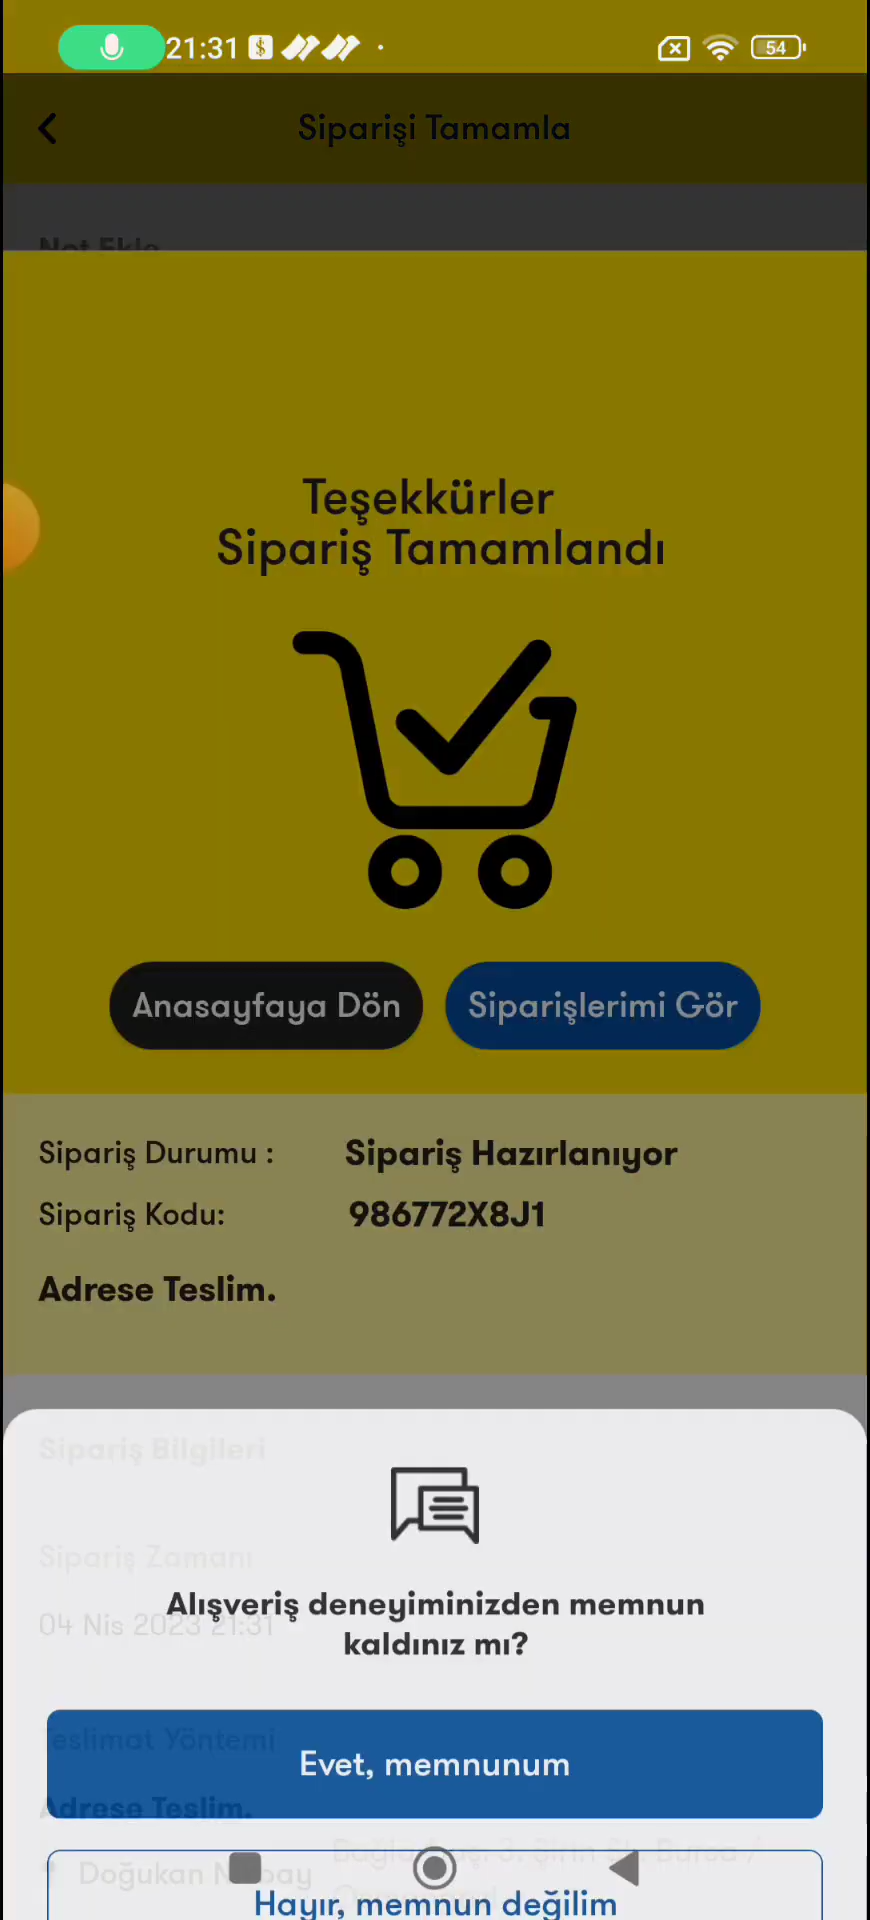 21:31
54
Siparişi Tamamla
Not Ekle
Teşekkürler
Sipariş Tamamlandı
Anasayfaya Dön
Siparişlerimi Gör
Sipariş Durumu :
Sipariş Hazırlanıyor
Sipariş Kodu:
986772X8J1
Adrese Teslim.
Sipariş Bilgileri
Sipariş Zamanı
Alışveriş deneyiminizden memnun
04 Nis 2023 21:31
kaldınız mı?
Teslimat Yöntemi
Evet, memnunum
Adrese Teslim.
Doğukan
Hayır, memnun değilim